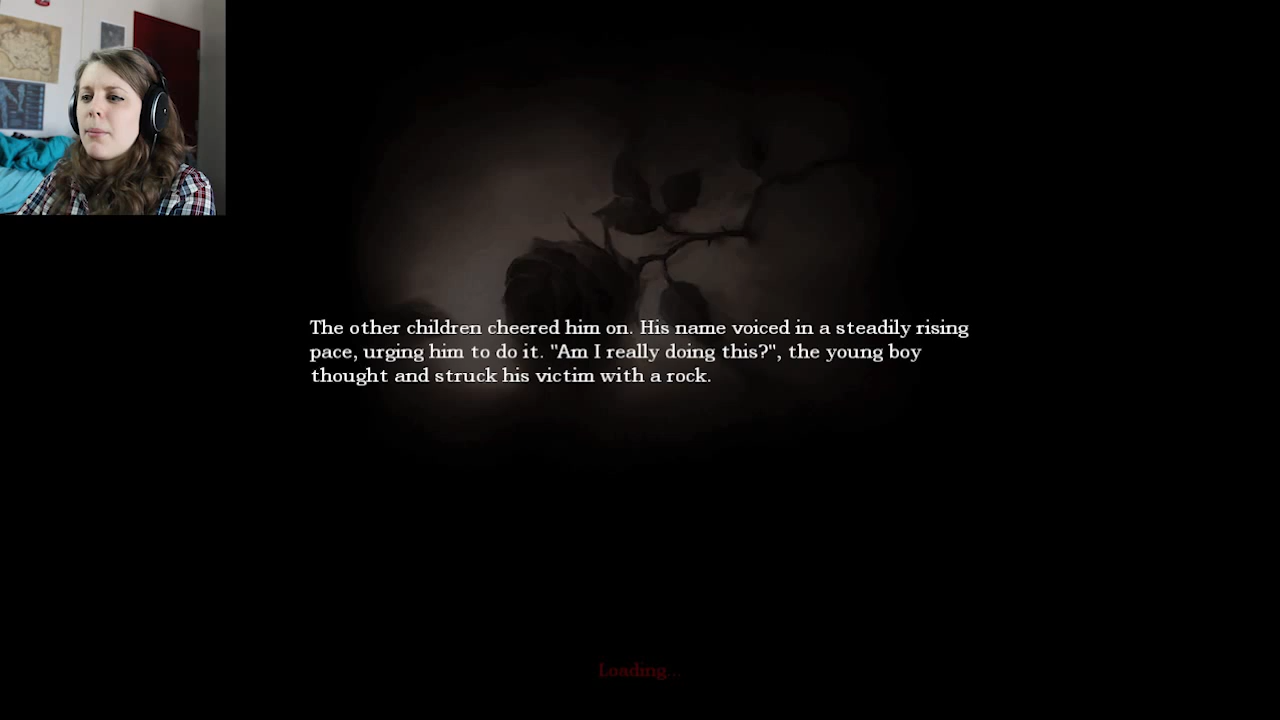 The other children cheered him on. His name voiced in a steadily rising
pace, urging him to do it. "Am I really doing this?", the young boy
thought and struck his victim with a rock.
Loading...